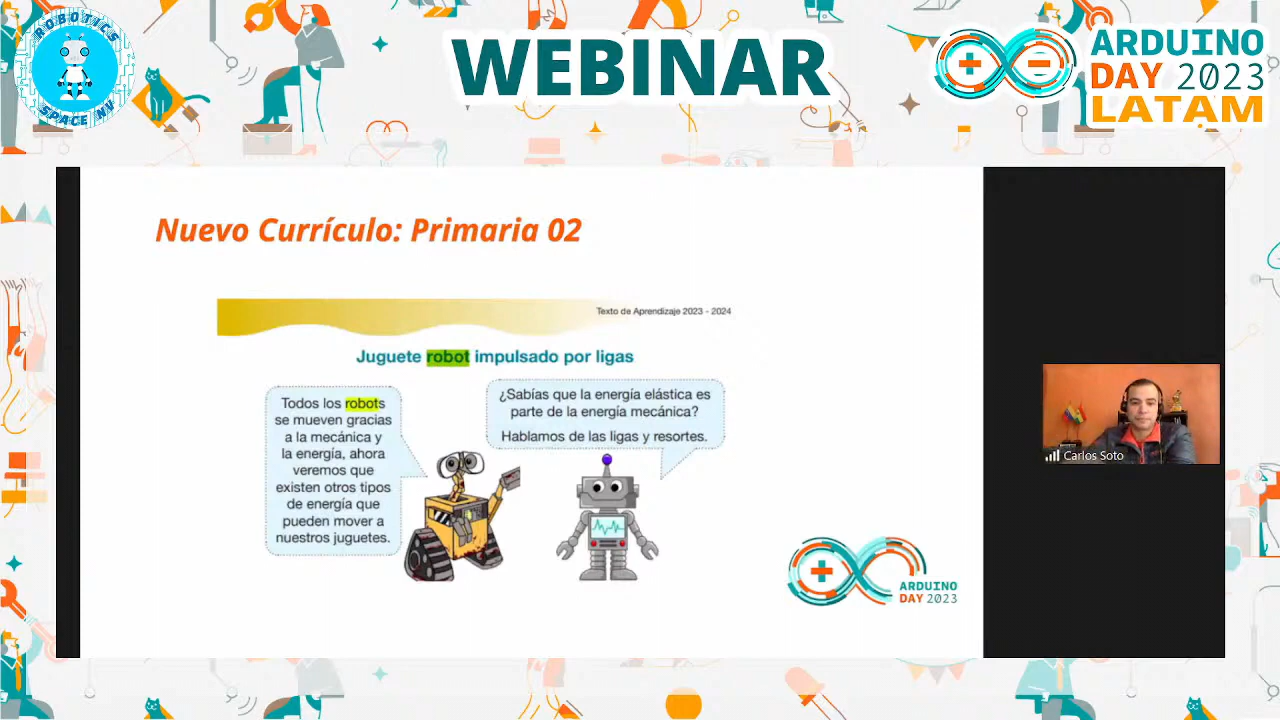 ROBOTICS
SPACE NV
WEBINAR
ARDUINO
DAY 2023
LATAM
Nuevo Currículo: Primaria 02
Texto de Aprendizaje 2023 - 2024
Juguete robot impulsado por ligas
Todos los robots
se mueven gracias
a la mecánica y
la energía, ahora
veremos que
existen otros tipos
de energía que
pueden mover a
nuestros juguetes.
¿Sabías que la energía elástica es
parte de la energía mecánica?
Hablamos de las ligas y resortes.
ARDUINO
DAY 2023
Carlos Soto